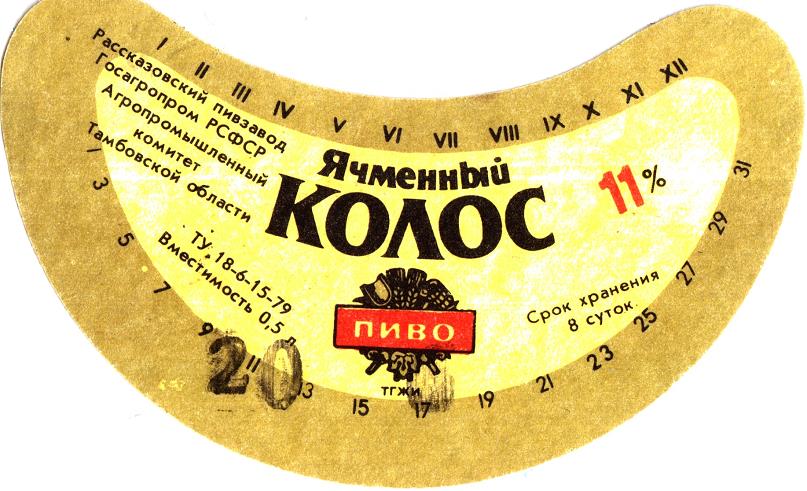 I II III IV V VI VII VIII IX X XI XII
Рассказовский пивзавод
Госагропром РСФСР
Агропромышленный
комитет
Тамбовской области
Ячменный
КОЛОС
11%
ТУ 18-6-15-79
Вместимость 0,5 л
ПИВО
тгжи
Срок хранения
8 суток
1 3 5 7 9 11 13 15 17 19 21 23 25 27 29 31
20